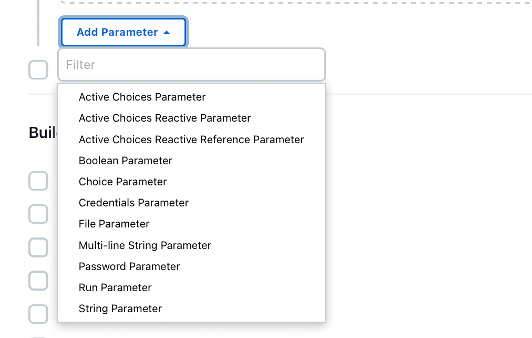 Add Parameter
Filter
Active Choices Parameter
Active Choices Reactive Parameter
Active Choices Reactive Reference Parameter
Buil
Boolean Parameter
Choice Parameter
Credentials Parameter
File Parameter
Multi-line String Parameter
Password Parameter
Run Parameter
String Parameter